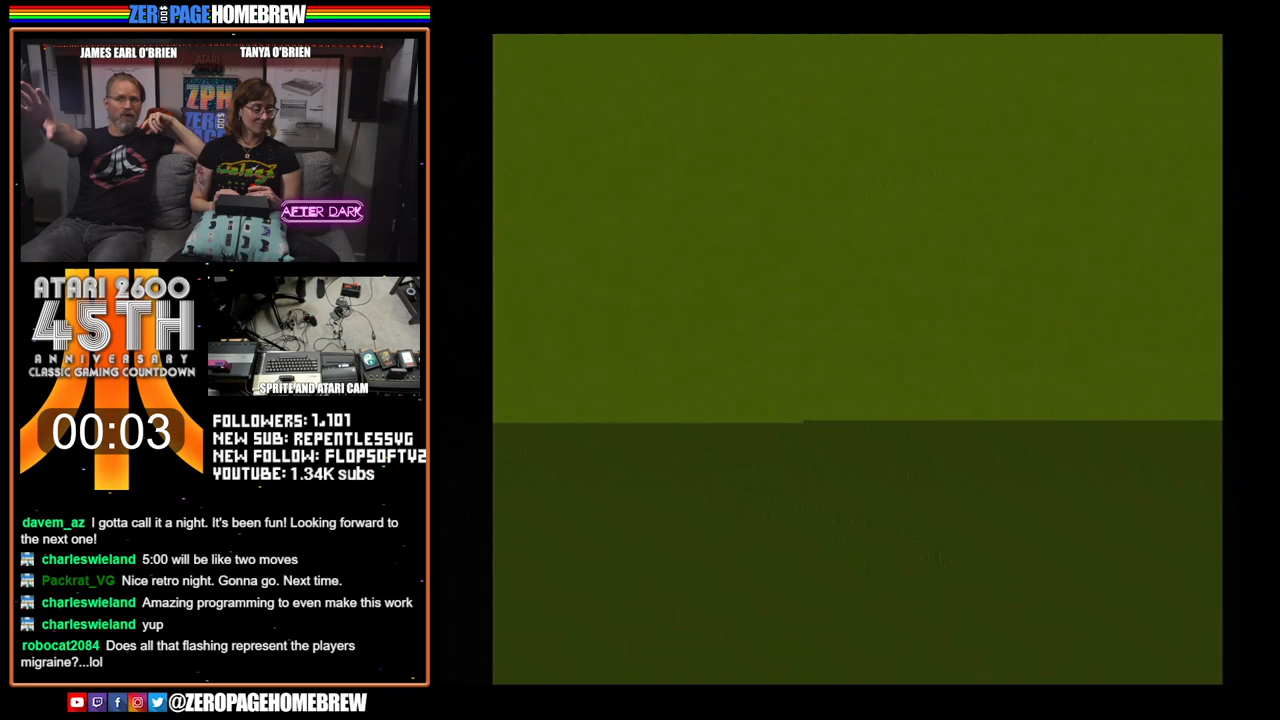 ZEROPAGEHOMEBREW
JAMES EARL O'BRIEN
TANYA O'BRIEN
ZPH
AFTER DARK
ATARI 2600
45TH
ANNIVERSARY
CLASSIC GAMING COUNTDOWN
00:03
SPRITE AND ATARI CAM
FOLLOWERS: 1,101
NEW SUB: REPENTLESSVG
NEW FOLLOW: FLOPSOFTV2
YOUTUBE: 1.34K subs
davem_az I gotta call it a night. It's been fun! Looking forward to
the next one!
charleswieland 5:00 will be like two moves
Packrat_VG Nice retro night. Gonna go. Next time.
charleswieland Amazing programming to even make this work
charleswieland yup
robocat2084 Does all that flashing represent the players
migraine?...lol
@ZEROPAGEHOMEBREW